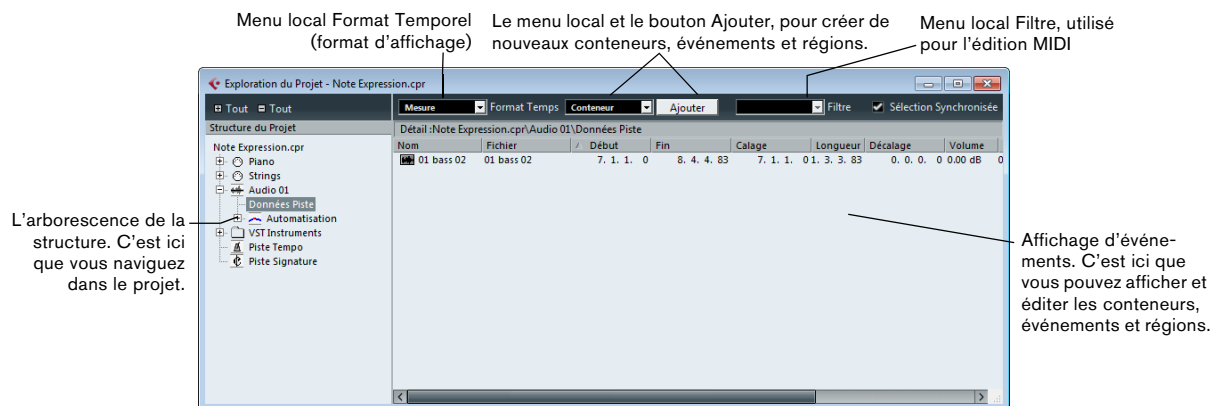 Menu local Format Temporel
(format d'affichage)
Le menu local et le bouton Ajouter, pour créer de
nouveaux conteneurs, événements et régions.
Menu local Filtre, utilisé
pour l'édition MIDI
Exploration du Projet - Note Expression.cpr
Tout Tout
Mesure Format Temps Conteneur Ajouter Filtre Sélection Synchronisée
Structure du Projet
Détail :Note Expression.cpr\Audio 01\Données Piste
Nom Fichier Début Fin Calage Longueur Décalage Volume
01 bass 02 01 bass 02 7. 1. 1. 0 8. 4. 4. 83 7. 1. 1. 0 1. 3. 3. 83 0. 0. 0. 0 0.00 dB 0
Note Expression.cpr
Piano
Strings
Audio 01
Données Piste
Automatisation
VST Instruments
Piste Tempo
Piste Signature
L'arborescence de la
structure. C'est ici
que vous naviguez
dans le projet.
Affichage d'événe-
ments. C'est ici que
vous pouvez afficher et
éditer les conteneurs,
événements et régions.